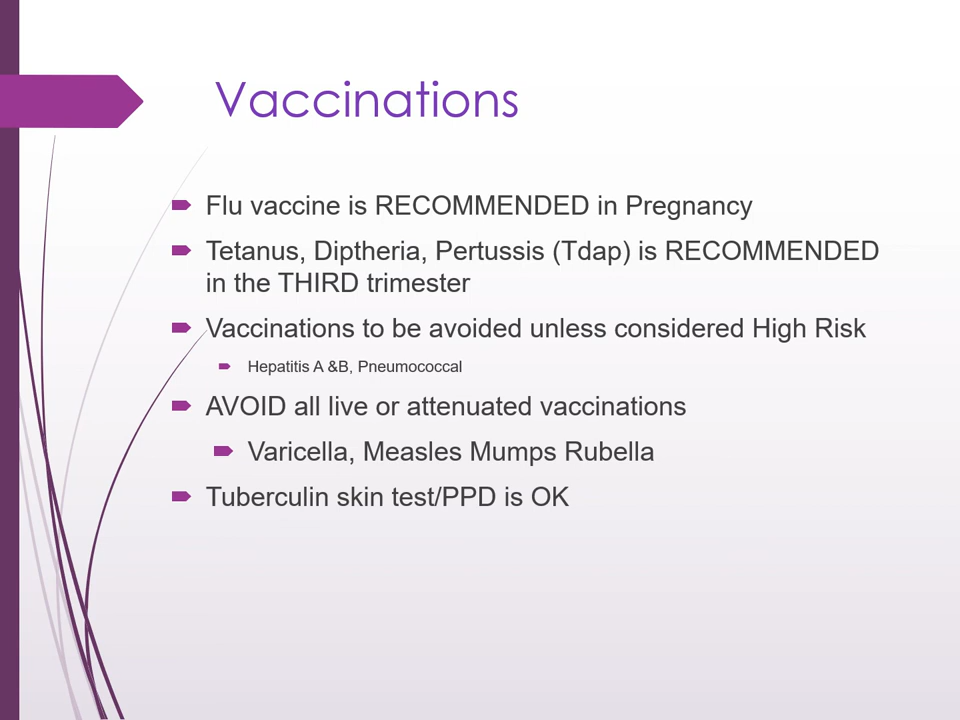 Vaccinations
Flu vaccine is RECOMMENDED in Pregnancy
Tetanus, Diptheria, Pertussis (Tdap) is RECOMMENDED
in the THIRD trimester
Vaccinations to be avoided unless considered High Risk
Hepatitis A &B, Pneumococcal
AVOID all live or attenuated vaccinations
Varicella, Measles Mumps Rubella
Tuberculin skin test/PPD is OK